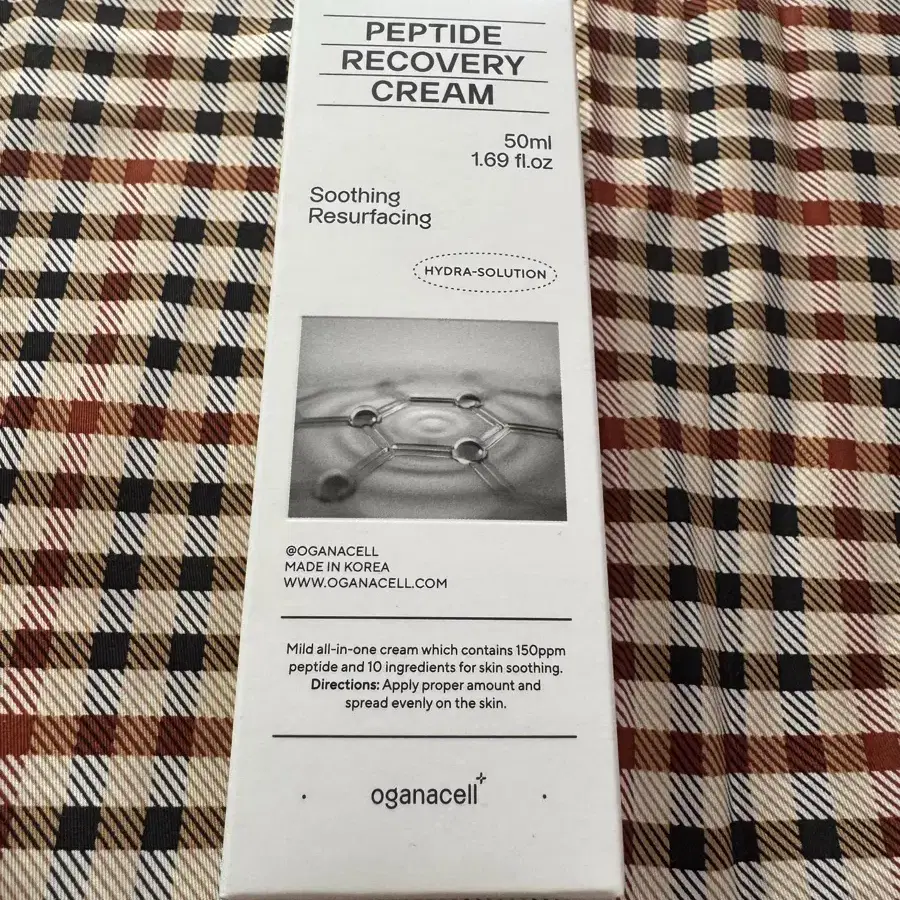 PEPTIDE
RECOVERY
CREAM
50ml
1.69 fl.oz
Soothing
Resurfacing
HYDRA-SOLUTION
@OGANACELL
MADE IN KOREA
WWW.OGANACELL.COM
Mild all-in-one cream which contains 150ppm
peptide and 10 ingredients for skin soothing.
Directions: Apply proper amount and
spread evenly on the skin.
oganacell